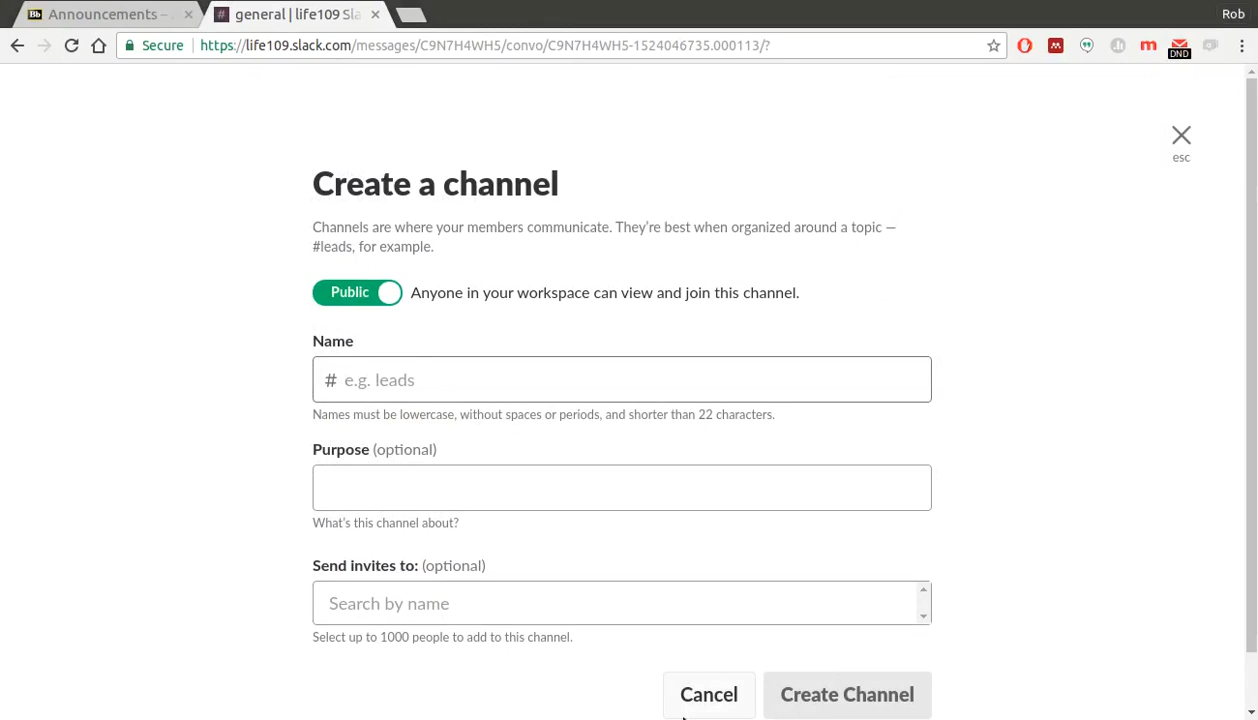 Announcements –
general | life109 Sla
Rob
Secure
https://life109.slack.com/messages/C9N7H4WH5/convo/C9N7H4WH5-1524046735.000113/?
DND
esc
Create a channel
Channels are where your members communicate. They’re best when organized around a topic —
#leads, for example.
Public Anyone in your workspace can view and join this channel.
Name
# e.g. leads
Names must be lowercase, without spaces or periods, and shorter than 22 characters.
Purpose (optional)
What’s this channel about?
Send invites to: (optional)
Search by name
Select up to 1000 people to add to this channel.
Cancel Create Channel